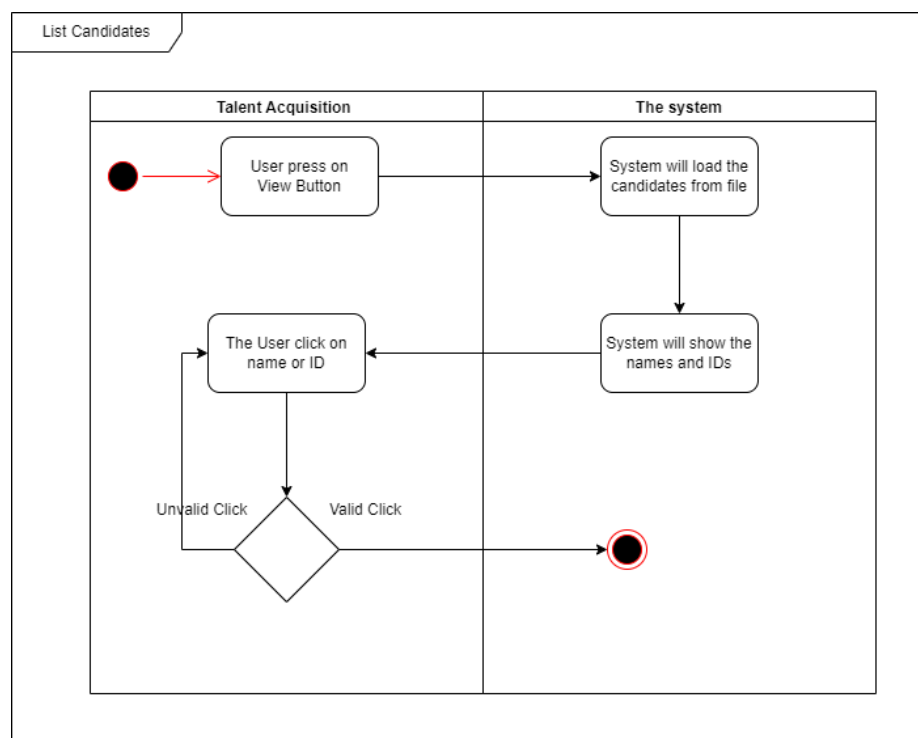 List Candidates
Talent Acquisition
The system
User press on
View Button
System will load the
candidates from file
The User click on
name or ID
System will show the
names and IDs
Unvalid Click
Valid Click